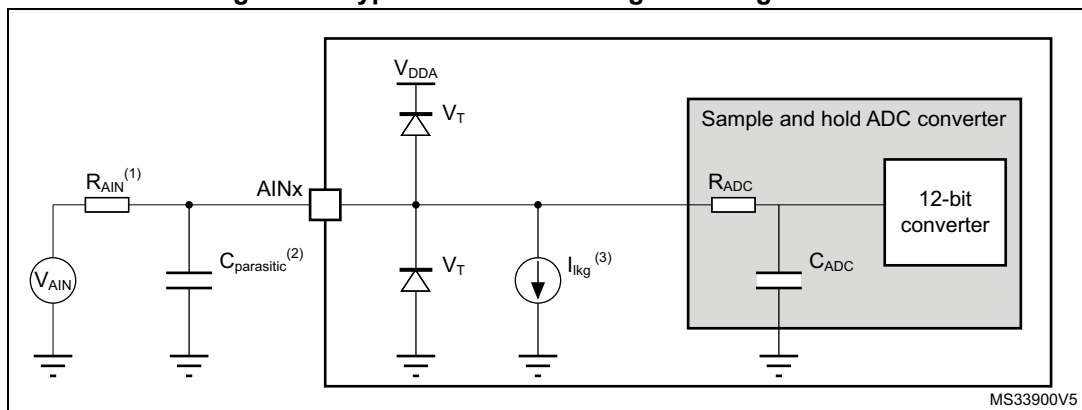 V_DDA
V_T
Sample and hold ADC converter
R_AIN^(1)
AINx
R_ADC
12-bit
converter
V_AIN
C_parasitic^(2)
V_T
I_lkg^(3)
C_ADC
MS33900V5